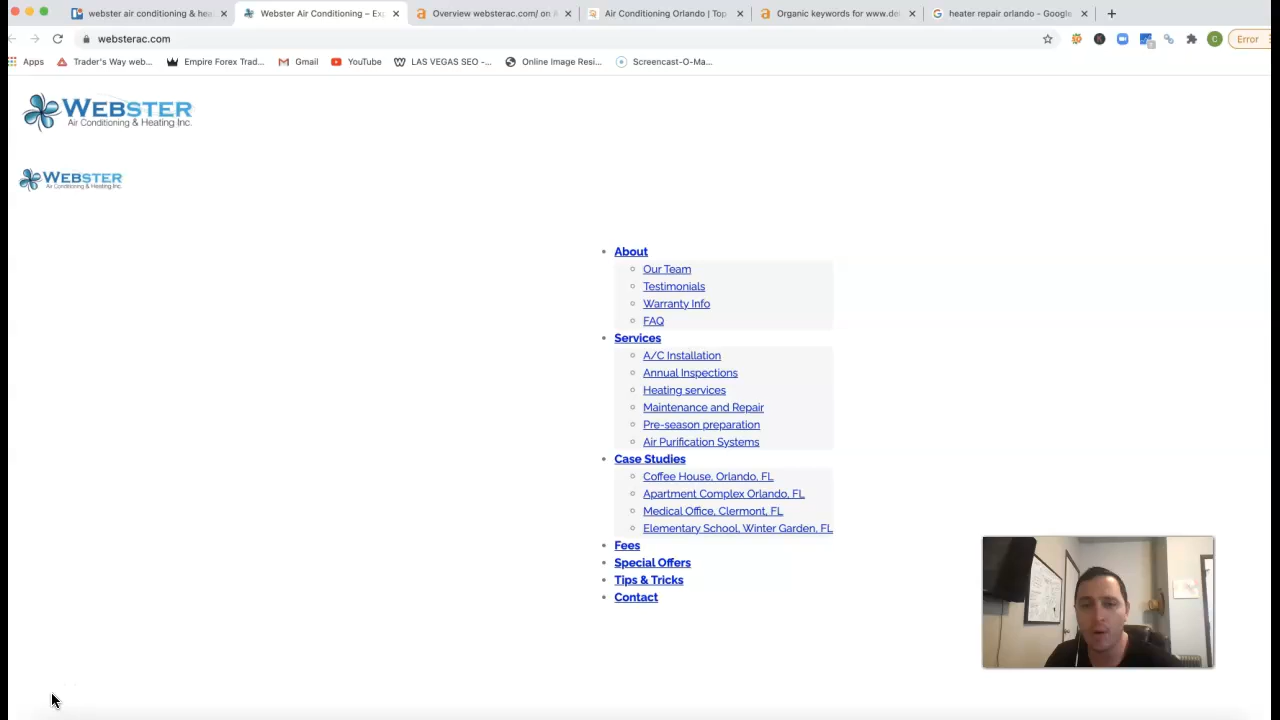 webster air conditioning & hea
Webster Air Conditioning – Exp
Overview websterac.com/ on A
Air Conditioning Orlando | Top
Organic keywords for www.del
heater repair orlando - Google
websterac.com
Error
Apps
Trader's Way web...
Empire Forex Trad...
Gmail
YouTube
LAS VEGAS SEO -...
Online Image Resi...
Screencast-O-Ma...
WEBSTER
Air Conditioning & Heating Inc.
WEBSTER
Air Conditioning & Heating Inc.
About
Our Team
Testimonials
Warranty Info
FAQ
Services
A/C Installation
Annual Inspections
Heating services
Maintenance and Repair
Pre-season preparation
Air Purification Systems
Case Studies
Coffee House, Orlando, FL
Apartment Complex Orlando, FL
Medical Office, Clermont, FL
Elementary School, Winter Garden, FL
Fees
Special Offers
Tips & Tricks
Contact